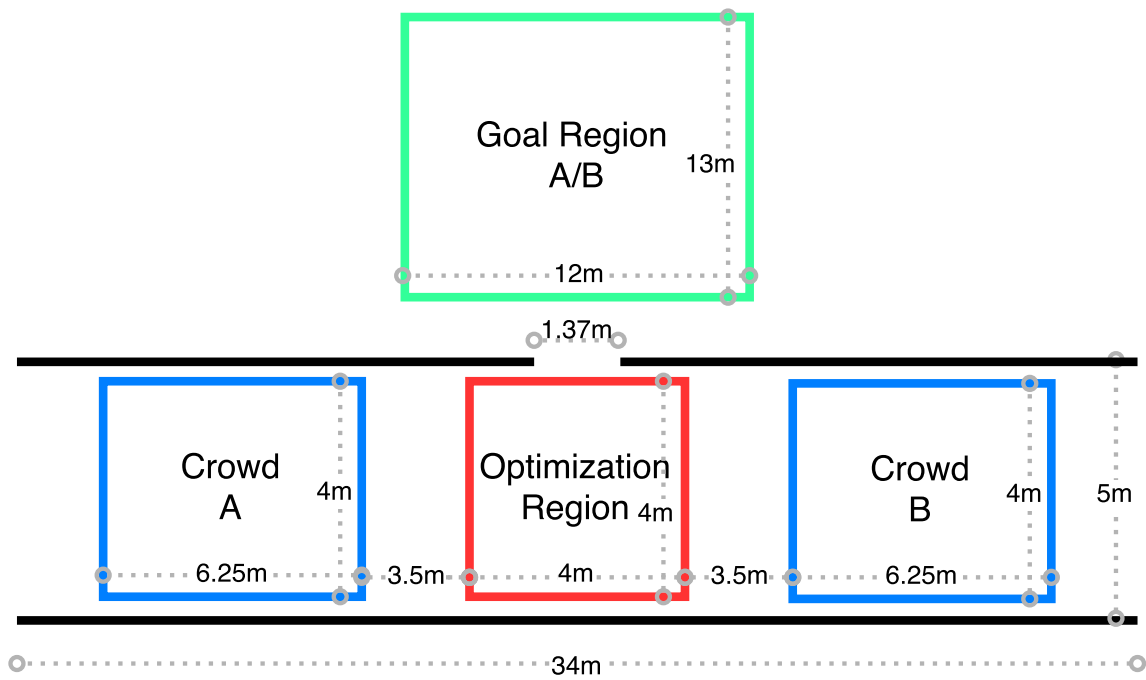 Goal Region
A/B
13m
12m
1.37m
Crowd
A
4m
6.25m
3.5m
Optimization
Region
4m
4m
3.5m
Crowd
B
4m
6.25m
5m
34m